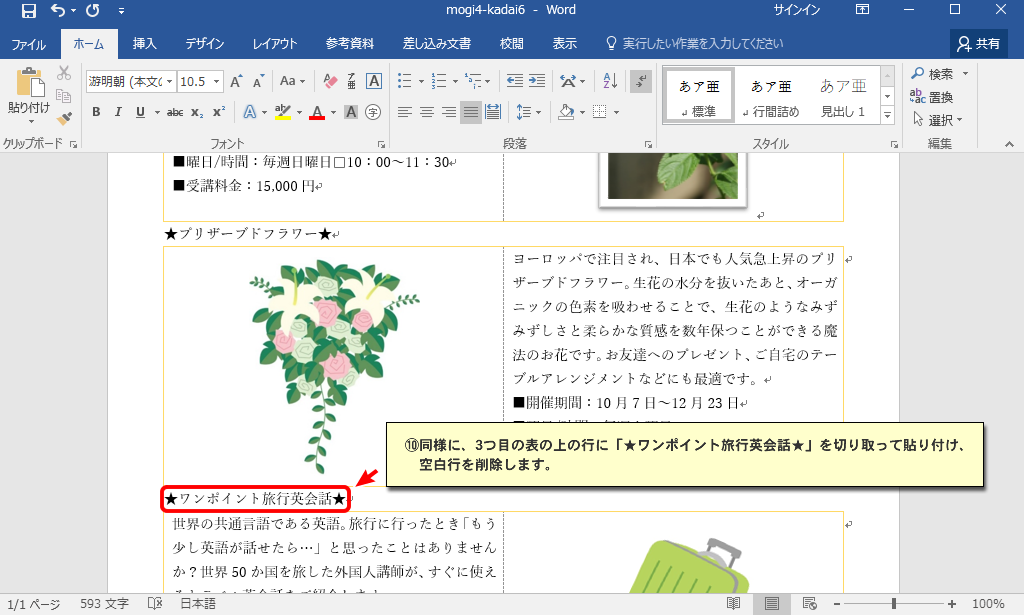 mogi4-kadai6 - Word
サインイン
ファイル
ホーム
挿入
デザイン
レイアウト
参考資料
差し込み文書
校閲
表示
実行したい作業を入力してください
共有
貼り付け
クリップボード
游明朝 (本文の
10.5
A A Aa A
B I U abc x₂ x² A aby A A 字
フォント
段落
あア亜
標準
あア亜
行間詰め
あア亜
見出し 1
スタイル
検索
置換
選択
編集
■曜日/時間：毎週日曜日□10：00～11：30
■受講料金：15,000 円
★プリザーブドフラワー★
ヨーロッパで注目され、日本でも人気急上昇のプリ
ザーブドフラワー。生花の水分を抜いたあと、オーガ
ニックの色素を吸わせることで、生花のようなみず
みずしさと柔らかな質感を数年保つことができる魔
法のお花です。お友達へのプレゼント、ご自宅のテー
ブルアレンジメントなどにも最適です。
■開催期間：10 月 7 日～12 月 23 日
⑩同様に、3つ目の表の上の行に「★ワンポイント旅行英会話★」を切り取って貼り付け、
空白行を削除します。
★ワンポイント旅行英会話★
世界の共通言語である英語。旅行に行ったとき「もう
少し英語が話せたら…」と思ったことはありません
か？世界 50 か国を旅した外国人講師が、すぐに使え
1/1 ページ
593 文字
日本語
100%